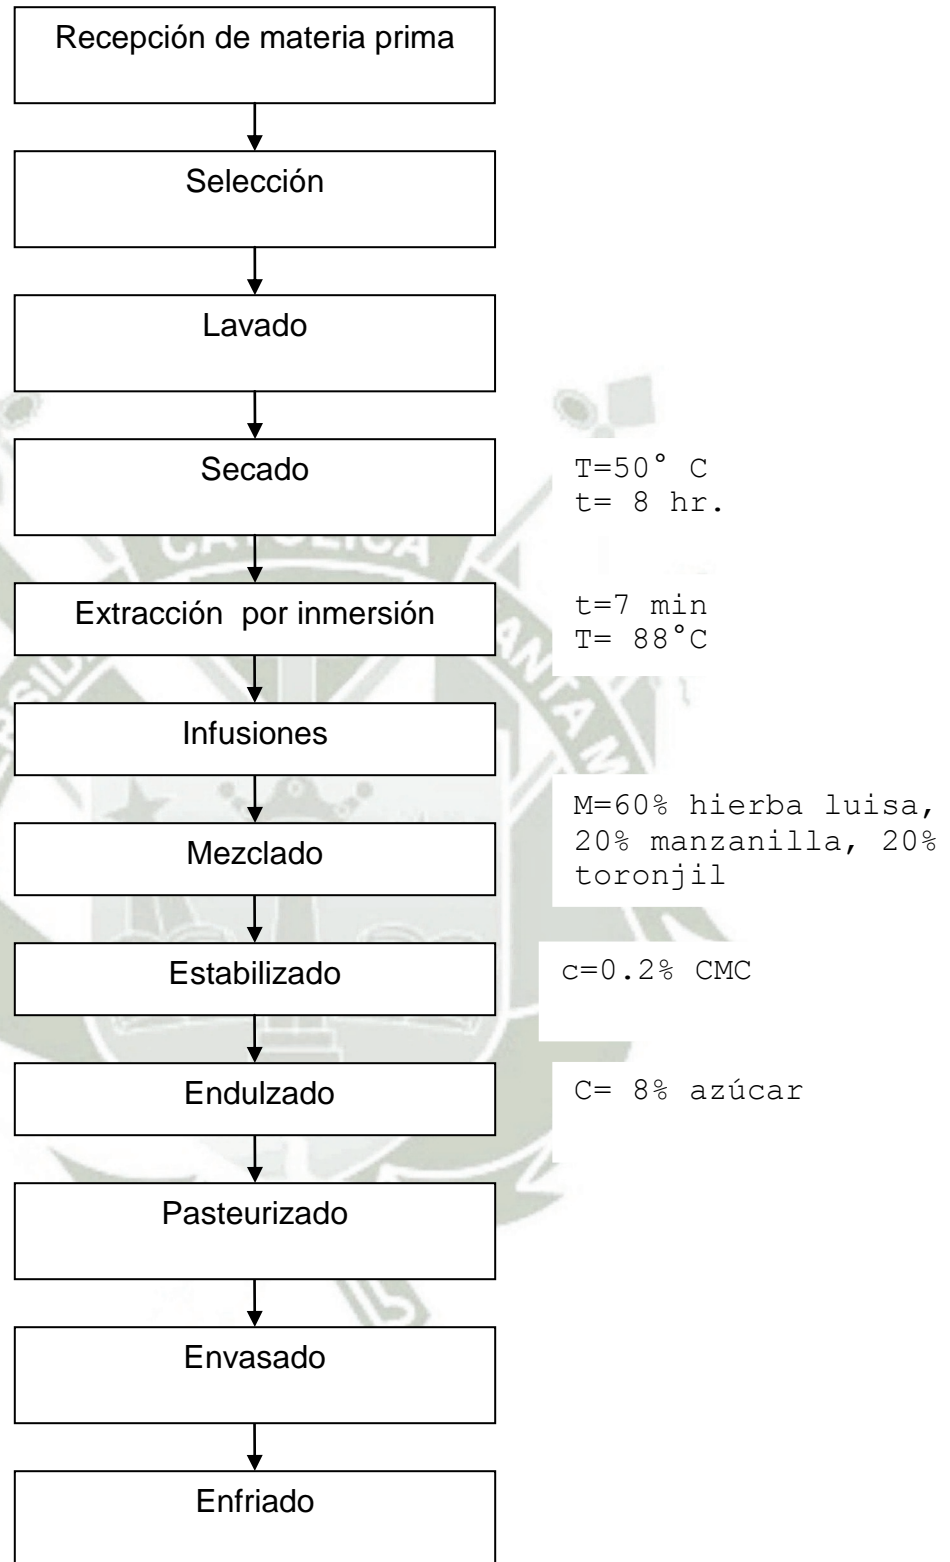 Recepción de materia prima
Selección
Lavado
Secado
T=50° C
t= 8 hr.
Extracción por inmersión
t=7 min
T= 88°C
Infusiones
Mezclado
M=60% hierba luisa,
20% manzanilla, 20%
toronjil
Estabilizado
c=0.2% CMC
Endulzado
C= 8% azúcar
Pasteurizado
Envasado
Enfriado